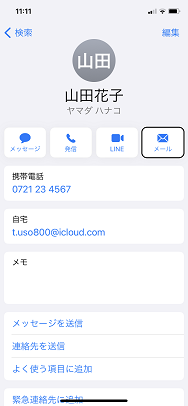 11:11
検索
編集
山田
山田花子
ヤマダ ハナコ
メッセージ
発信
LINE
メール
携帯電話
0721 23 4567
自宅
t.uso800@icloud.com
メモ
メッセージを送信
連絡先を送信
よく使う項目に追加
緊急連絡先に追加